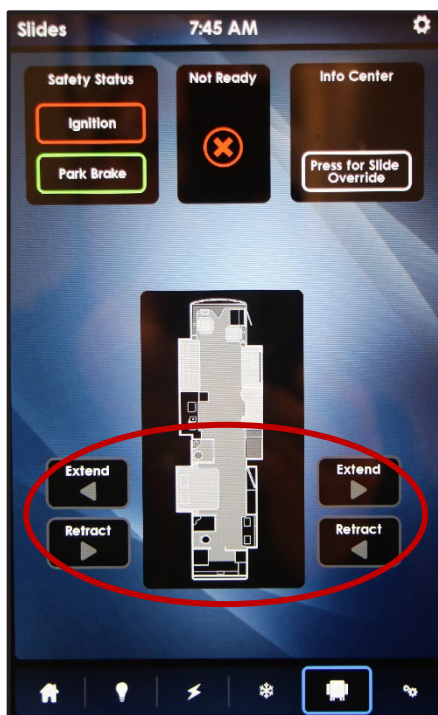 Slides
7:45 AM
Safety Status
Ignition
Park Brake
Not Ready
Info Center
Press for Slide
Override
Extend
Retract
Extend
Retract